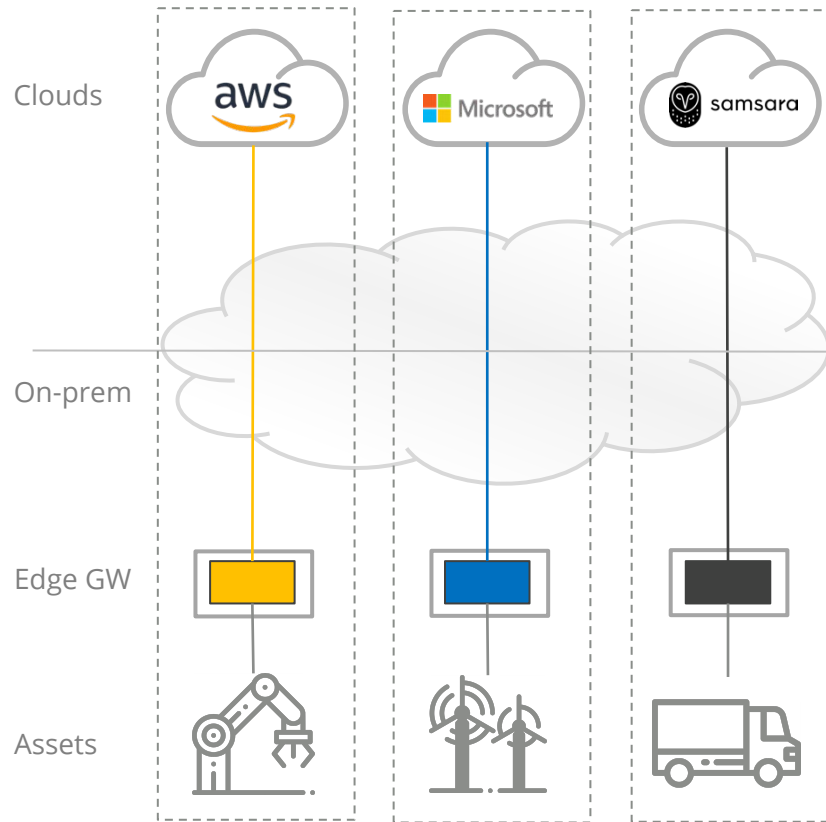 Clouds
aws
Microsoft
samsara
On-prem
Edge GW
Assets